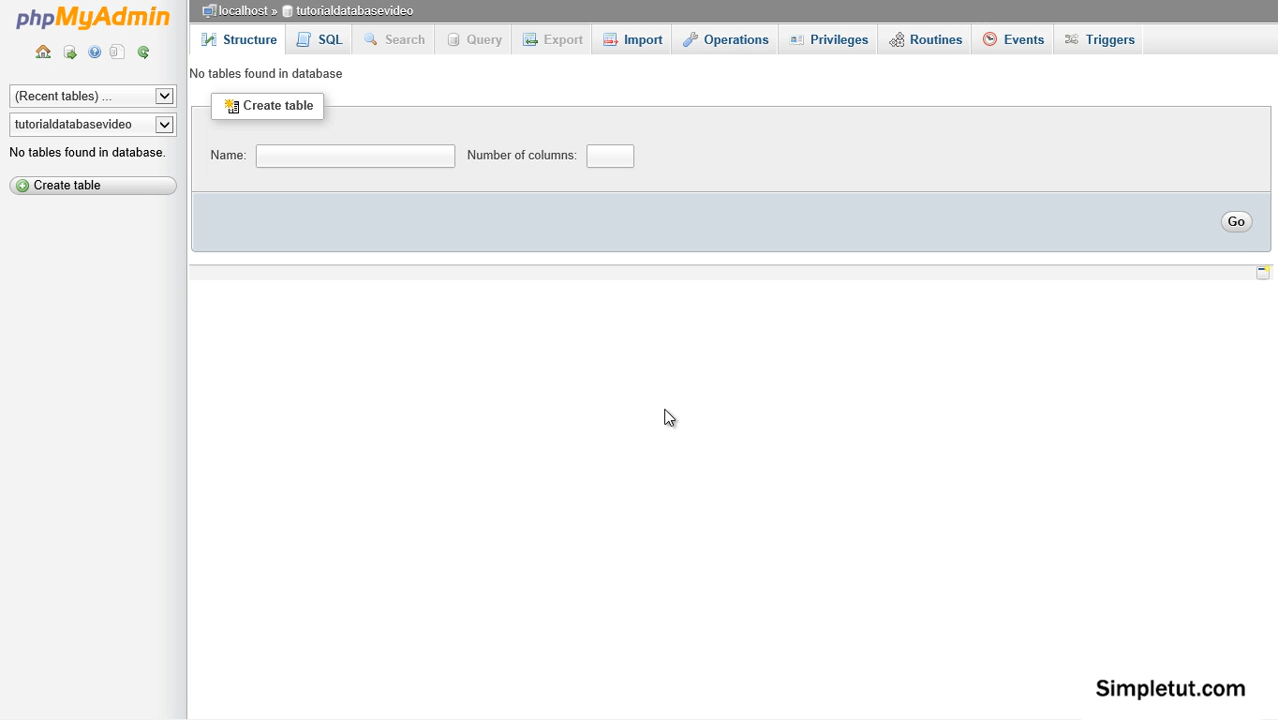 phpMyAdmin
localhost » tutorialdatabasevideo
Structure SQL Search Query Export Import Operations Privileges Routines Events Triggers
(Recent tables) ...
tutorialdatabasevideo
No tables found in database.
Create table
No tables found in database
Create table
Name: Number of columns:
Go
Simpletut.com